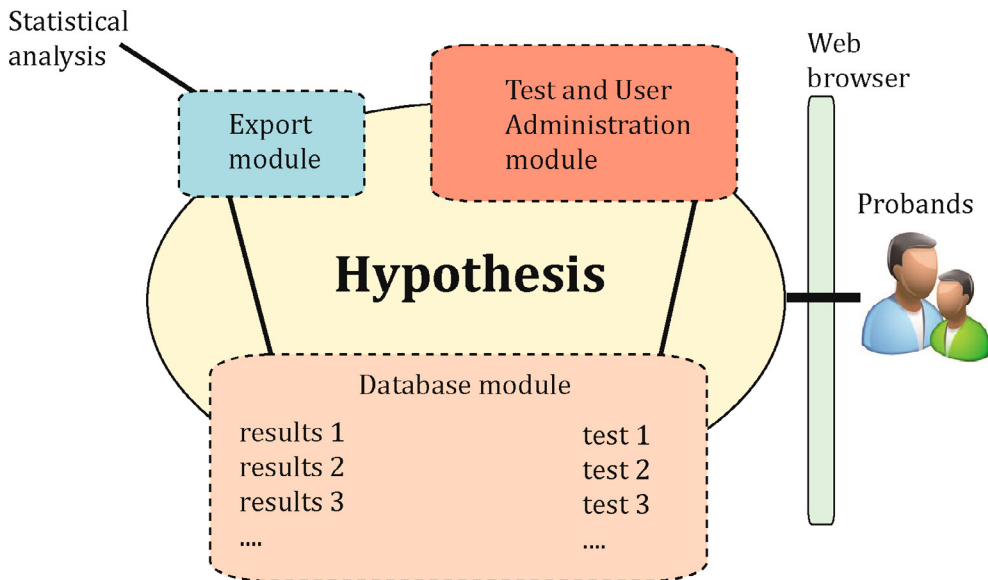 Statistical
analysis
Export
module
Test and User
Administration
module
Web
browser
Probands
Hypothesis
Database module
results 1
results 2
results 3
....
test 1
test 2
test 3
....